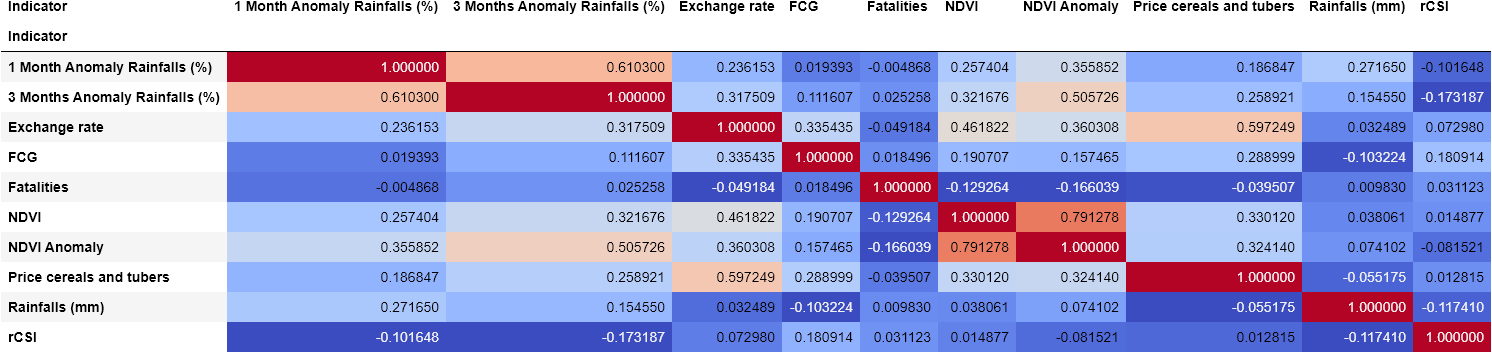 Indicator 1 Month Anomaly Rainfalls (%) 3 Months Anomaly Rainfalls (%) Exchange rate FCG Fatalities NDVI NDVI Anomaly Price cereals and tubers Rainfalls (mm) rCSI
Indicator
1 Month Anomaly Rainfalls (%) 1.000000 0.610300 0.236153 0.019393 -0.004868 0.257404 0.355852 0.186847 0.271650 -0.101648
3 Months Anomaly Rainfalls (%) 0.610300 1.000000 0.317509 0.111607 0.025258 0.321676 0.505726 0.258921 0.154550 -0.173187
Exchange rate 0.236153 0.317509 1.000000 0.335435 -0.049184 0.461822 0.360308 0.597249 0.032489 0.072980
FCG 0.019393 0.111607 0.335435 1.000000 0.018496 0.190707 0.157465 0.288999 -0.103224 0.180914
Fatalities -0.004868 0.025258 -0.049184 0.018496 1.000000 -0.129264 -0.166039 -0.039507 0.009830 0.031123
NDVI 0.257404 0.321676 0.461822 0.190707 -0.129264 1.000000 0.791278 0.330120 0.038061 0.014877
NDVI Anomaly 0.355852 0.505726 0.360308 0.157465 -0.166039 0.791278 1.000000 0.324140 0.074102 -0.081521
Price cereals and tubers 0.186847 0.258921 0.597249 0.288999 -0.039507 0.330120 0.324140 1.000000 -0.055175 0.012815
Rainfalls (mm) 0.271650 0.154550 0.032489 -0.103224 0.009830 0.038061 0.074102 -0.055175 1.000000 -0.117410
rCSI -0.101648 -0.173187 0.072980 0.180914 0.031123 0.014877 -0.081521 0.012815 -0.117410 1.000000